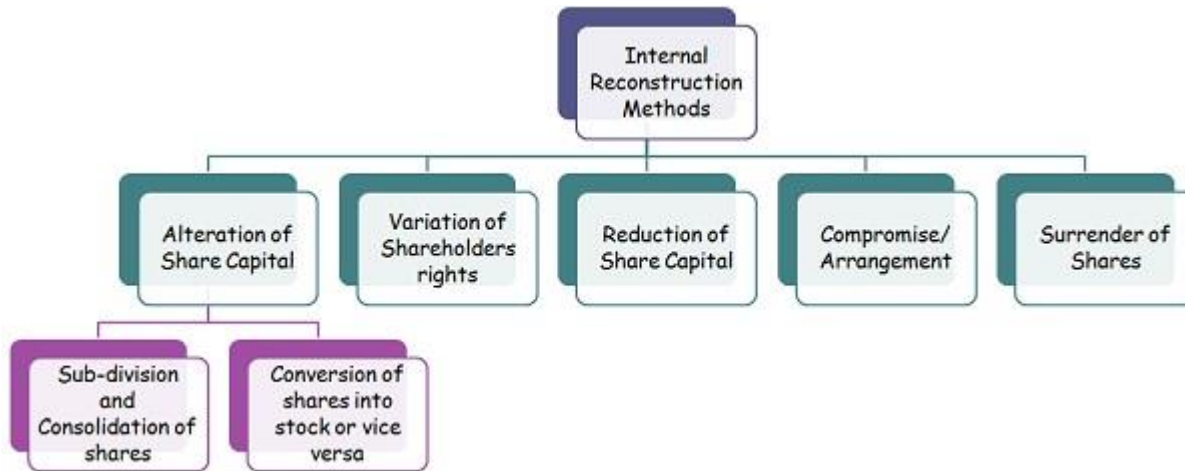 Internal
Reconstruction
Methods
Alteration of
Share Capital
Variation of
Shareholders
rights
Reduction of
Share Capital
Compromise/
Arrangement
Surrender of
Shares
Sub-division
and
Consolidation of
shares
Conversion of
shares into
stock or vice
versa